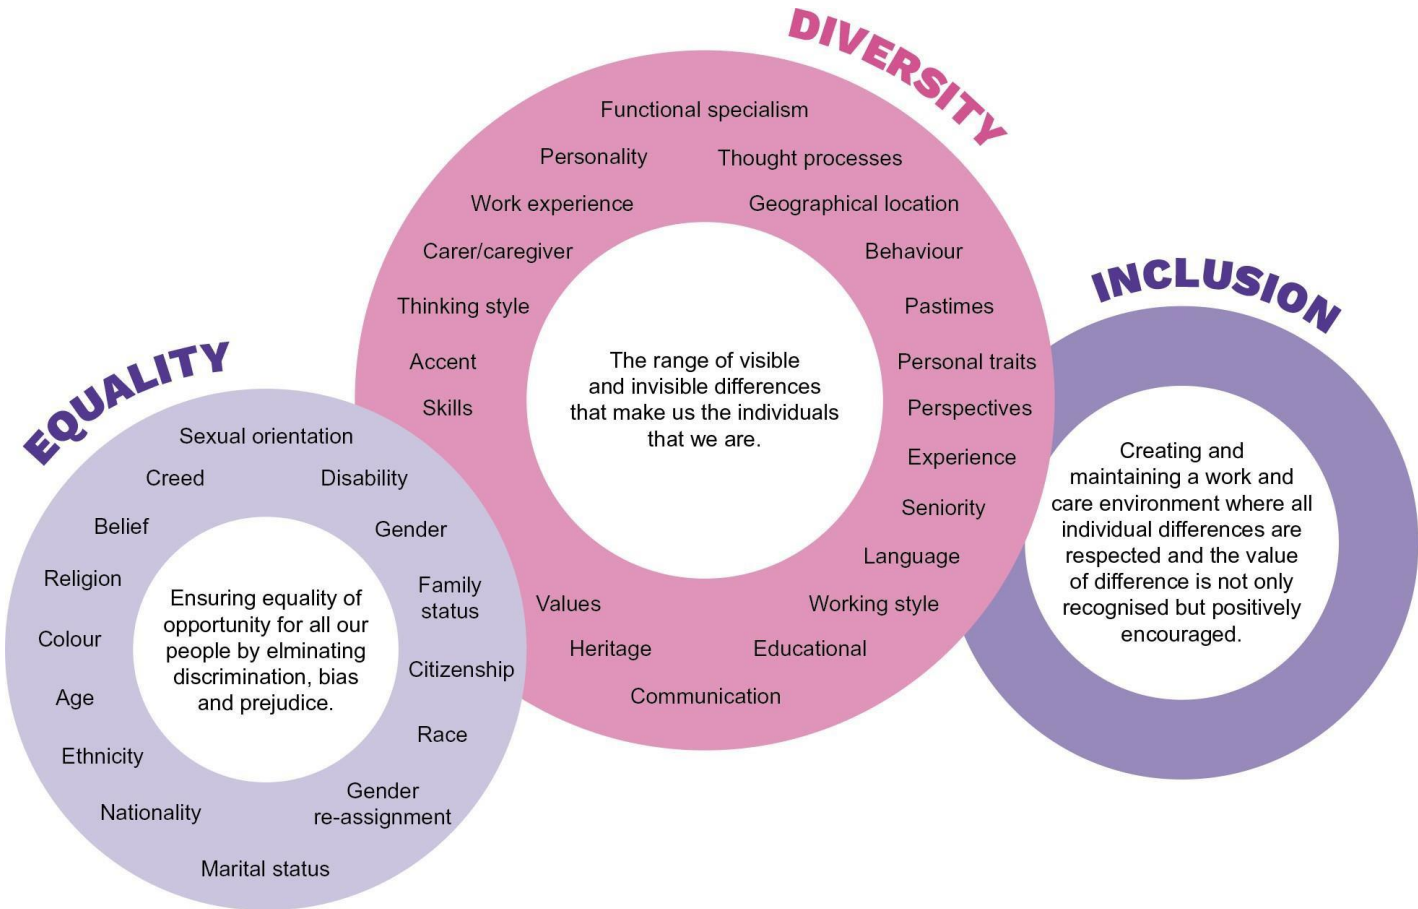 DIVERSITY
Functional specialism
Personality
Thought processes
Work experience
Geographical location
Carer/caregiver
Behaviour
Thinking style
Pastimes
Accent
Personal traits
Skills
Perspectives
Experience
Seniority
Language
Values
Working style
Heritage
Educational
Communication
The range of visible
and invisible differences
that make us the individuals
that we are.
EQUALITY
Sexual orientation
Creed
Disability
Belief
Gender
Religion
Family
status
Colour
Citizenship
Age
Race
Ethnicity
Gender
re-assignment
Nationality
Marital status
Ensuring equality of
opportunity for all our
people by elminating
discrimination, bias
and prejudice.
INCLUSION
Creating and
maintaining a work and
care environment where all
individual differences are
respected and the value
of difference is not only
recognised but positively
encouraged.